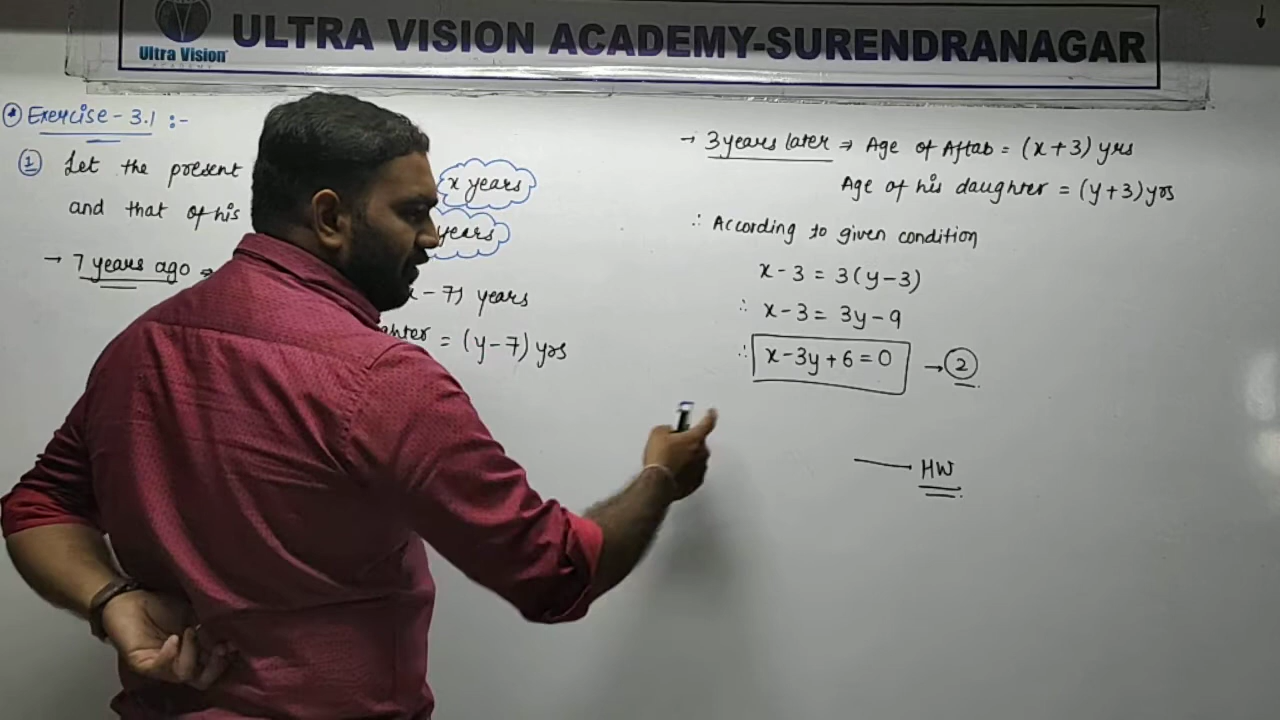 ULTRA VISION ACADEMY-SURENDRANAGAR
Ultra Vision
ACADEMY
* Exercise - 3.1 :-
① Let the present
x years
and that of his
years
→ 7 years ago ⇒
- 7) years
ghter = (y-7) yrs
→ 3 years later ⇒ Age of Aftab = (x+3) yrs
Age of his daughter = (y+3) yrs
∴ According to given condition
x - 3 = 3(y-3)
∴ x-3 = 3y-9
∴ x-3y+6=0 → ②
HW